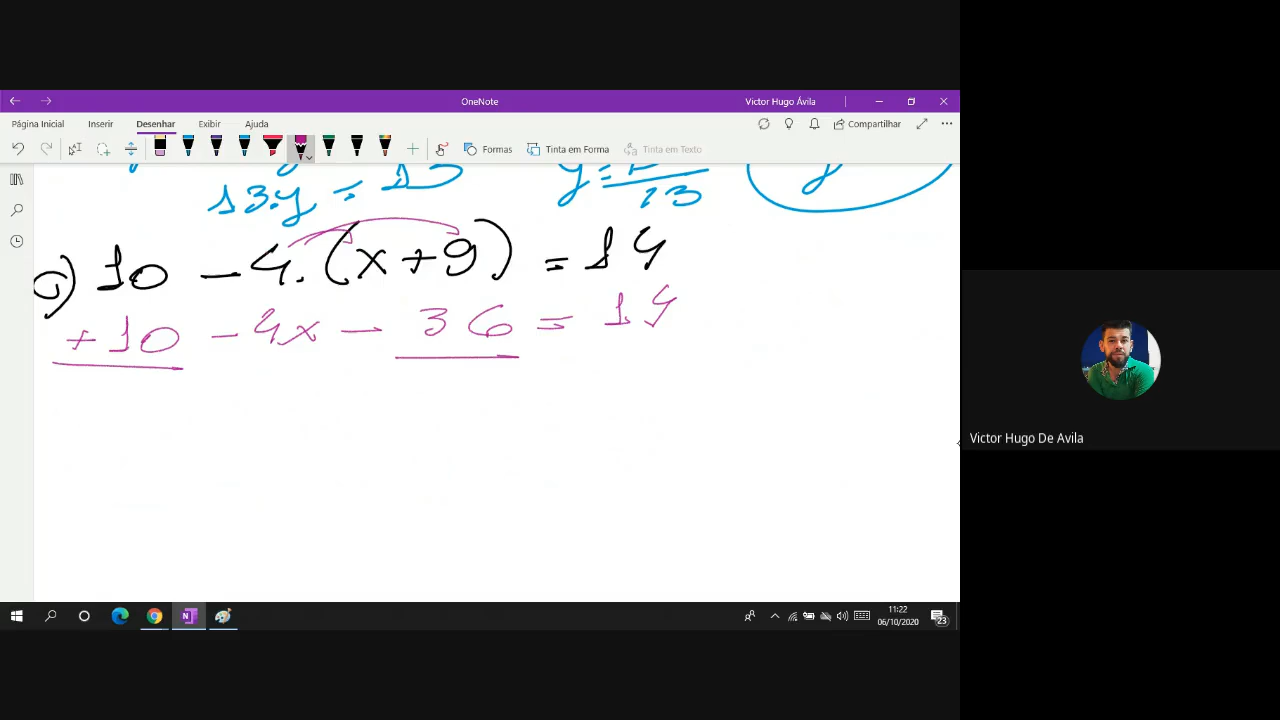 OneNote
Victor Hugo Ávila
Página Inicial Inserir Desenhar Exibir Ajuda
Compartilhar
Formas Tinta em Forma Tinta em Texto
13.y = 13
13
c) 10 - 4. (x+9) = 14
+10 - 4x - 36 = 14
Victor Hugo De Avila
11:22
06/10/2020
23